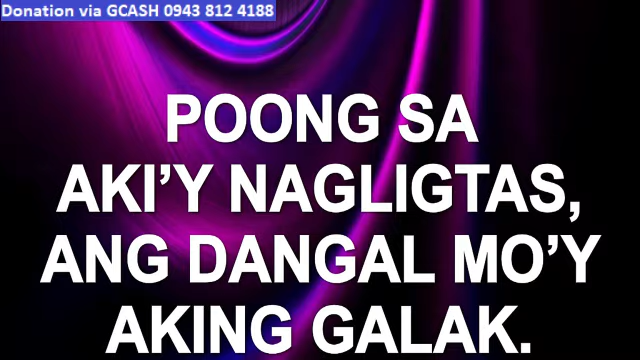 Donation via GCASH 0943 812 4188
POONG SA
AKI’Y NAGLIGTAS,
ANG DANGAL MO’Y
AKING GALAK.